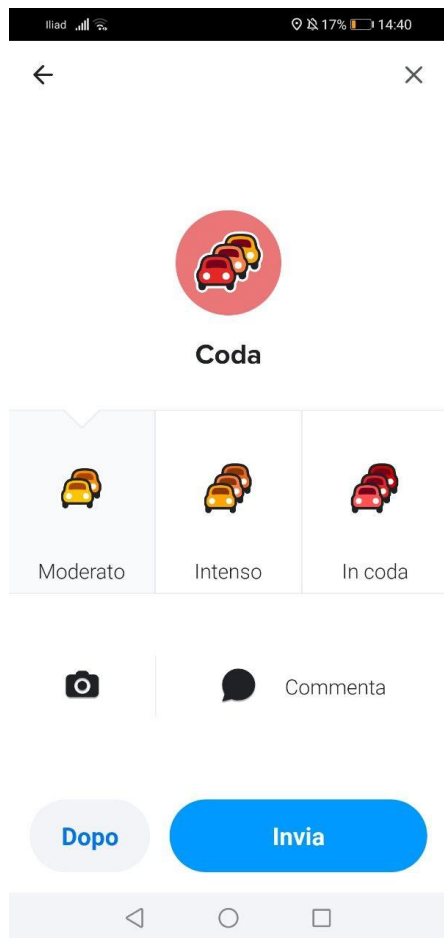 Iliad 17% 14:40
Coda
Moderato Intenso In coda
Commenta
Dopo Invia